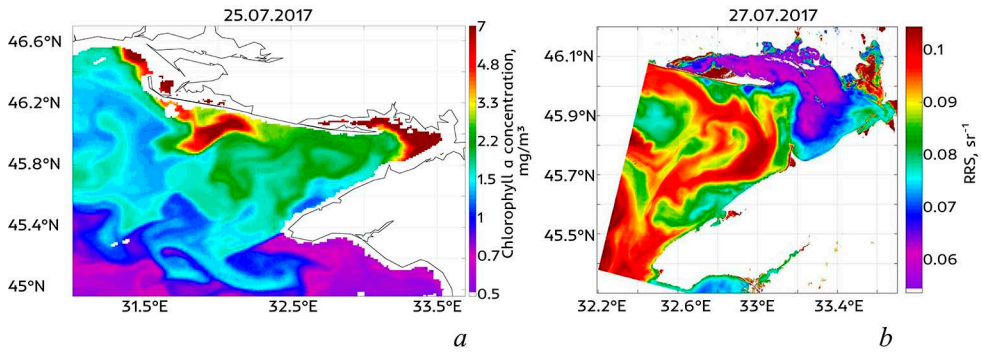 25.07.2017
46.6°N
46.2°N
45.8°N
45.4°N
45°N
31.5°E
32.5°E
33.5°E
7
4.8
3.3
2.2
1.5
1
0.7
0.5
Chlorophyll a concentration,
mg/m³
a
27.07.2017
46.1°N
45.9°N
45.7°N
45.5°N
32.2°E
32.6°E
33°E
33.4°E
0.1
0.09
0.08
0.07
0.06
RRS, sr⁻¹
b